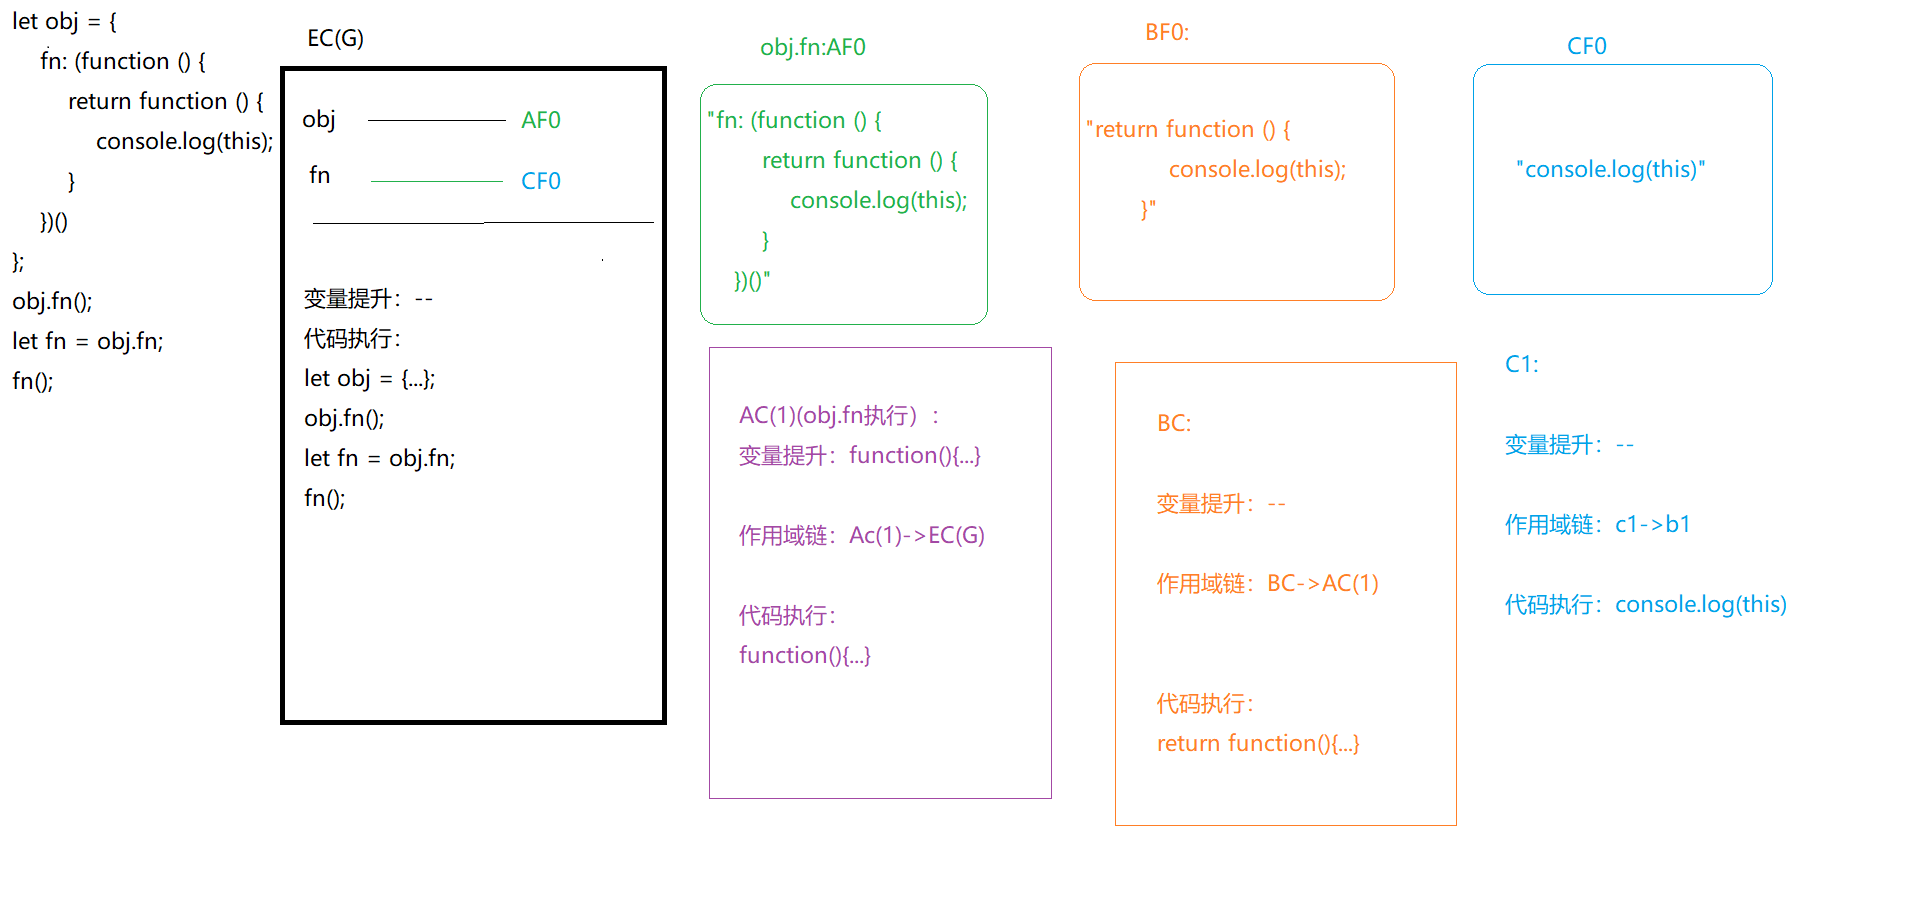 let obj = {
fn: (function () {
return function () {
console.log(this);
}
})()
};
obj.fn();
let fn = obj.fn;
fn();
EC(G)
obj AF0
fn CF0
变量提升：--
代码执行：
let obj = {...};
obj.fn();
let fn = obj.fn;
fn();
obj.fn:AF0
"fn: (function () {
return function () {
console.log(this);
}
})()"
AC(1)(obj.fn执行）：
变量提升：function(){...}
作用域链：Ac(1)->EC(G)
代码执行：
function(){...}
BF0:
"return function () {
console.log(this);
}"
BC:
变量提升：--
作用域链：BC->AC(1)
代码执行：
return function(){...}
CF0
"console.log(this)"
C1:
变量提升：--
作用域链：c1->b1
代码执行：console.log(this)